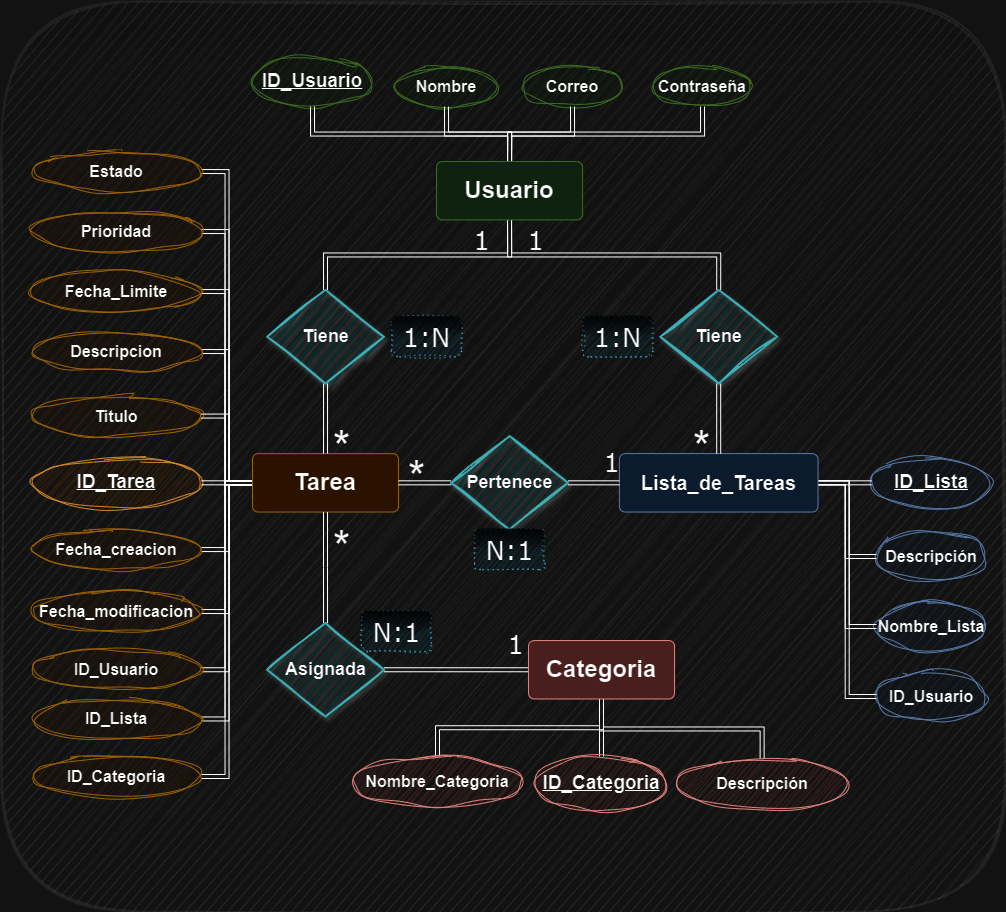 ID_Usuario
Nombre
Correo
Contraseña
Usuario
1
1
Tiene
1:N
1:N
Tiene
*
*
Estado
Prioridad
Fecha_Limite
Descripcion
Titulo
ID_Tarea
Fecha_creacion
Fecha_modificacion
ID_Usuario
ID_Lista
ID_Categoria
Tarea
*
Pertenece
1
N:1
Lista_de_Tareas
ID_Lista
Descripción
Nombre_Lista
ID_Usuario
*
N:1
Asignada
1
Categoria
Nombre_Categoria
ID_Categoria
Descripción